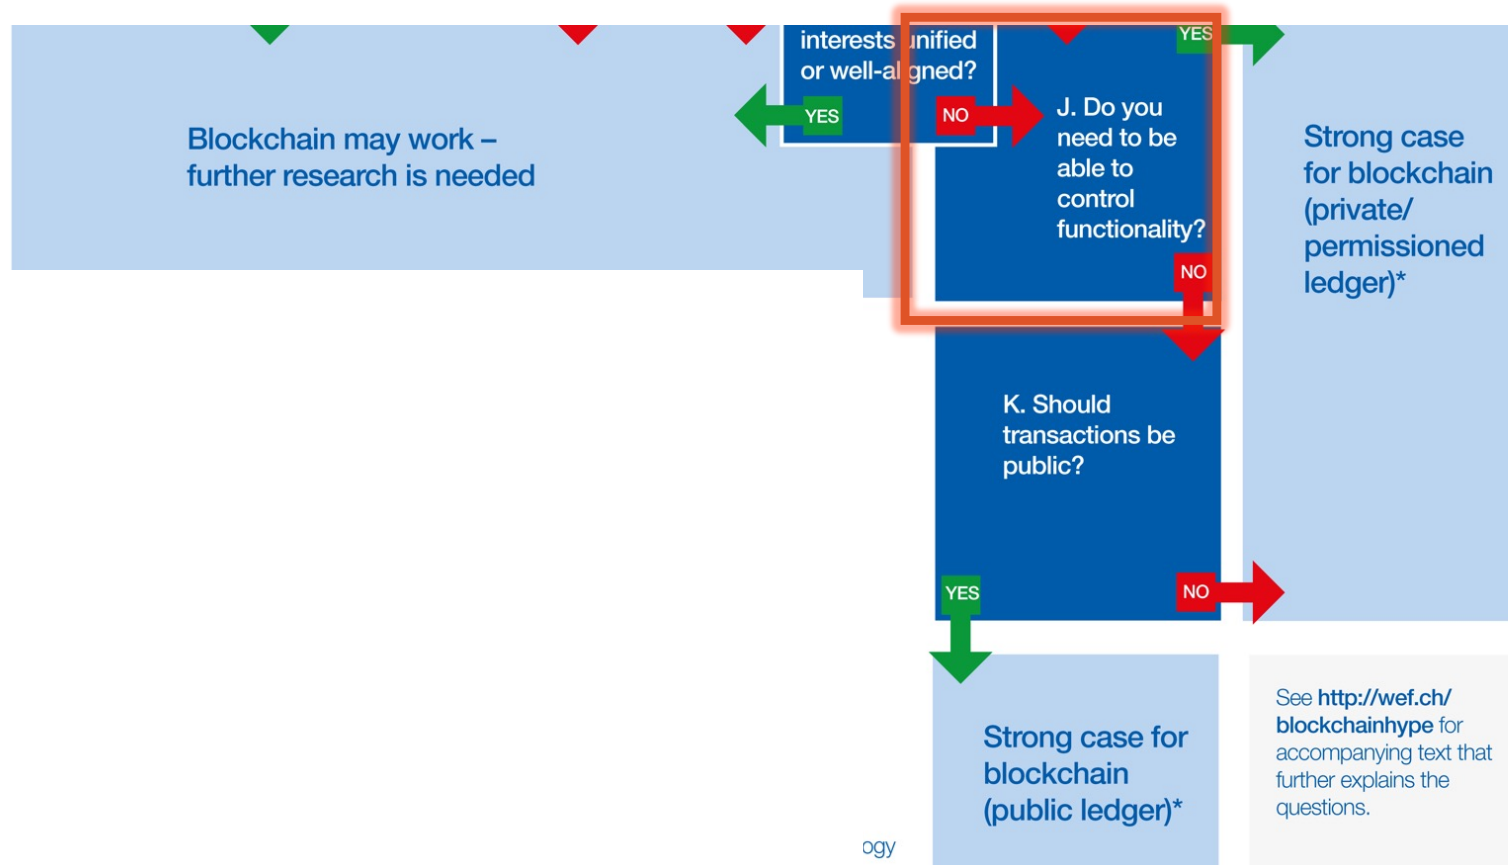 interests unified
or well-aligned?
YES
NO
YES
Blockchain may work –
further research is needed
J. Do you
need to be
able to
control
functionality?
NO
Strong case
for blockchain
(private/
permissioned
ledger)*
K. Should
transactions be
public?
YES
NO
Strong case for
blockchain
(public ledger)*
See http://wef.ch/
blockchainhype for
accompanying text that
further explains the
questions.
ogy